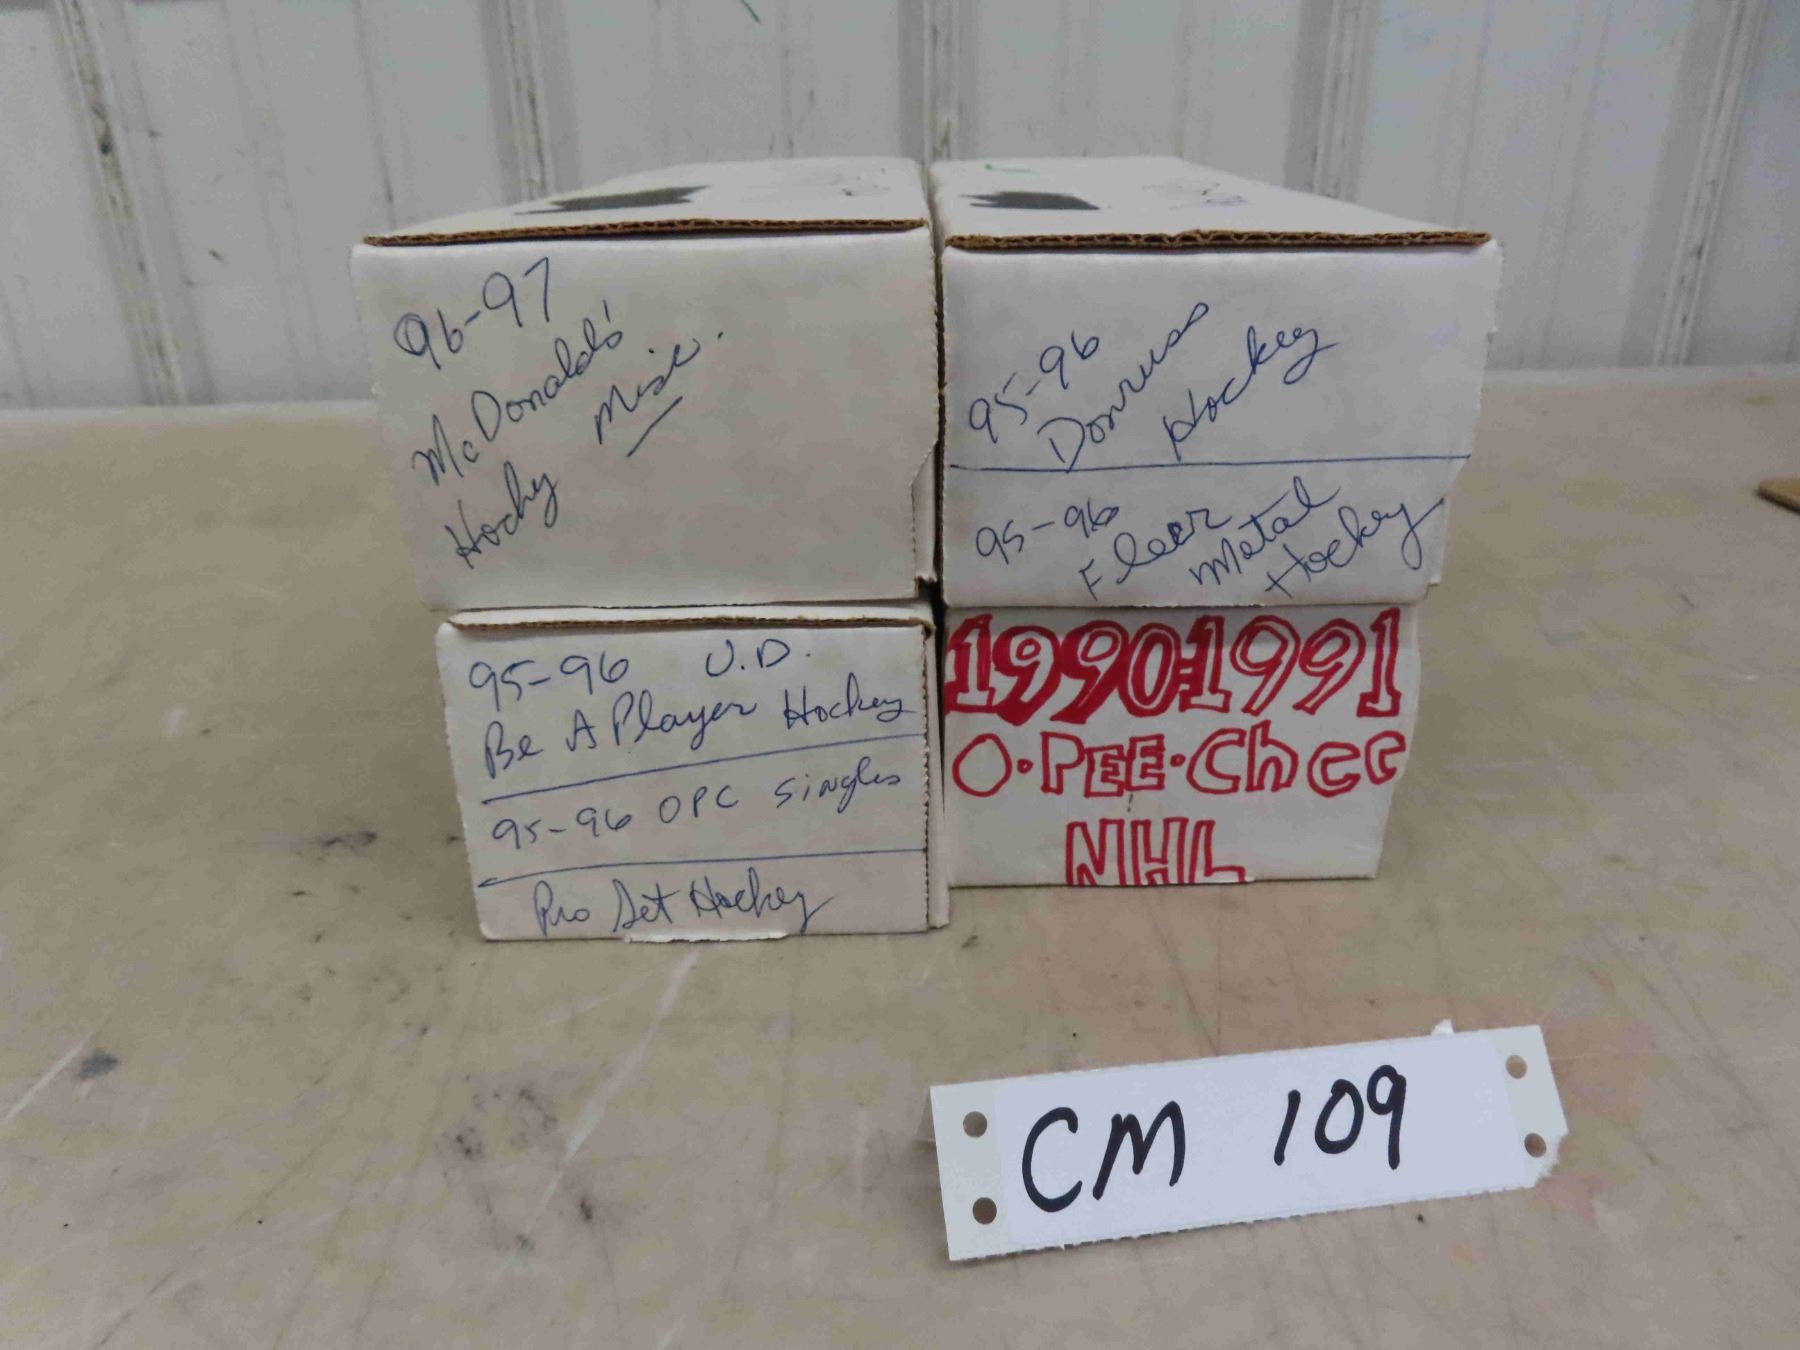 96-97
McDonald's
Hockey Misc.
95-96
Donruss
Hockey
95-96
Fleer
Metal
Hockey
95-96 U.D.
Be A Player Hockey
95-96 OPC Singles
Pro Set Hockey
1990-1991
O·PEE·Chee
NHL
CM 109